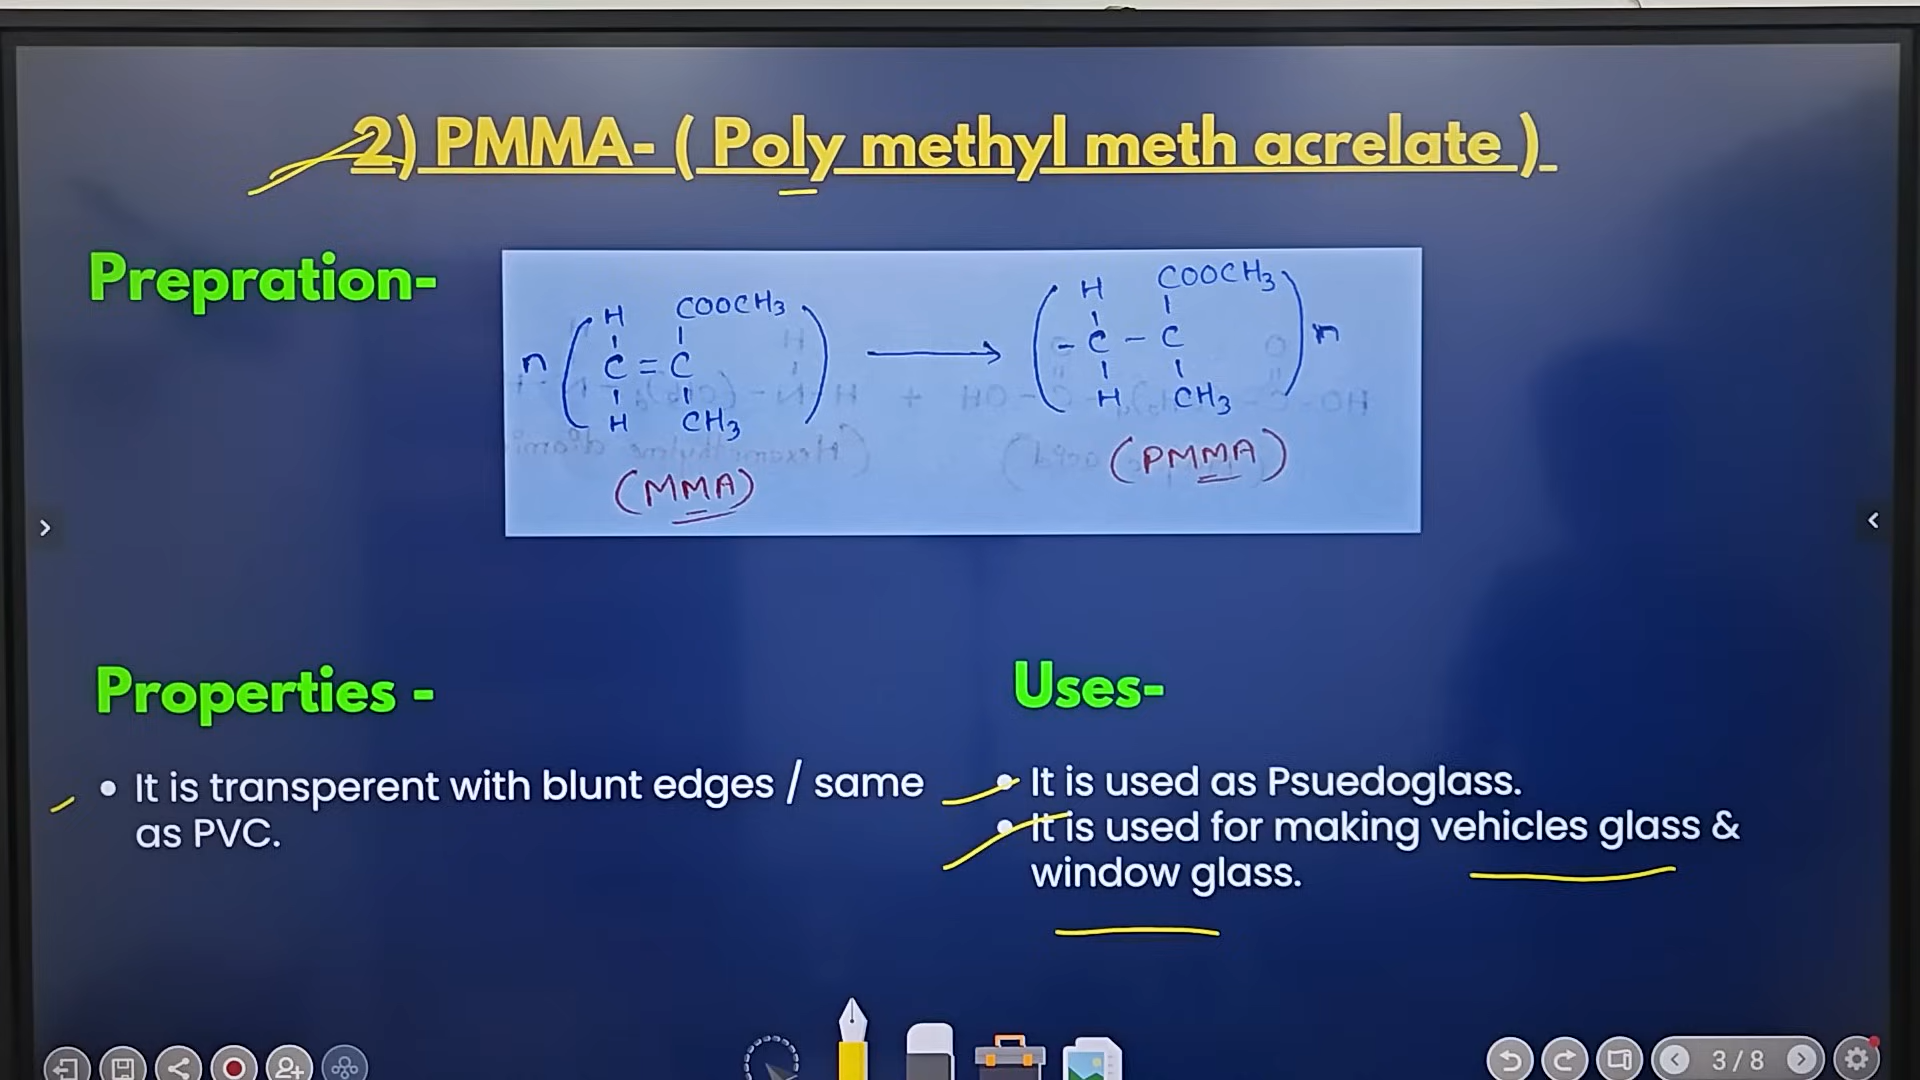 2) PMMA- ( Poly methyl meth acrelate )
Prepration-
H COOCH3
n ( C = C )
H CH3
(MMA)
H COOCH3
( - C - C ) n
H CH3
(PMMA)
Properties -
• It is transperent with blunt edges / same
as PVC.
Uses-
• It is used as Psuedoglass.
• It is used for making vehicles glass &
window glass.
3 / 8